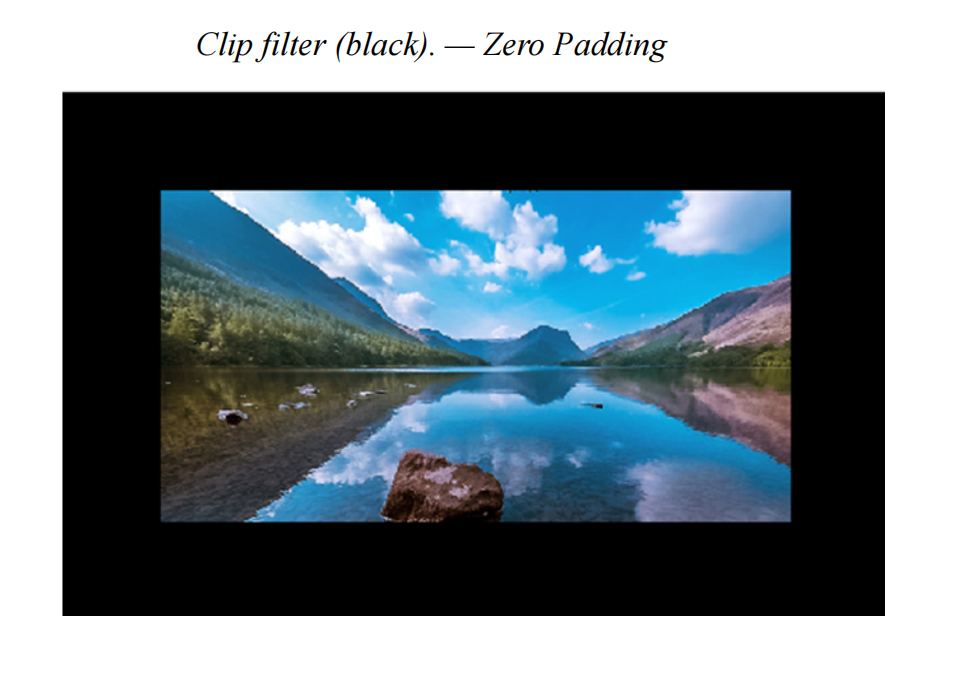 Clip filter (black). — Zero Padding